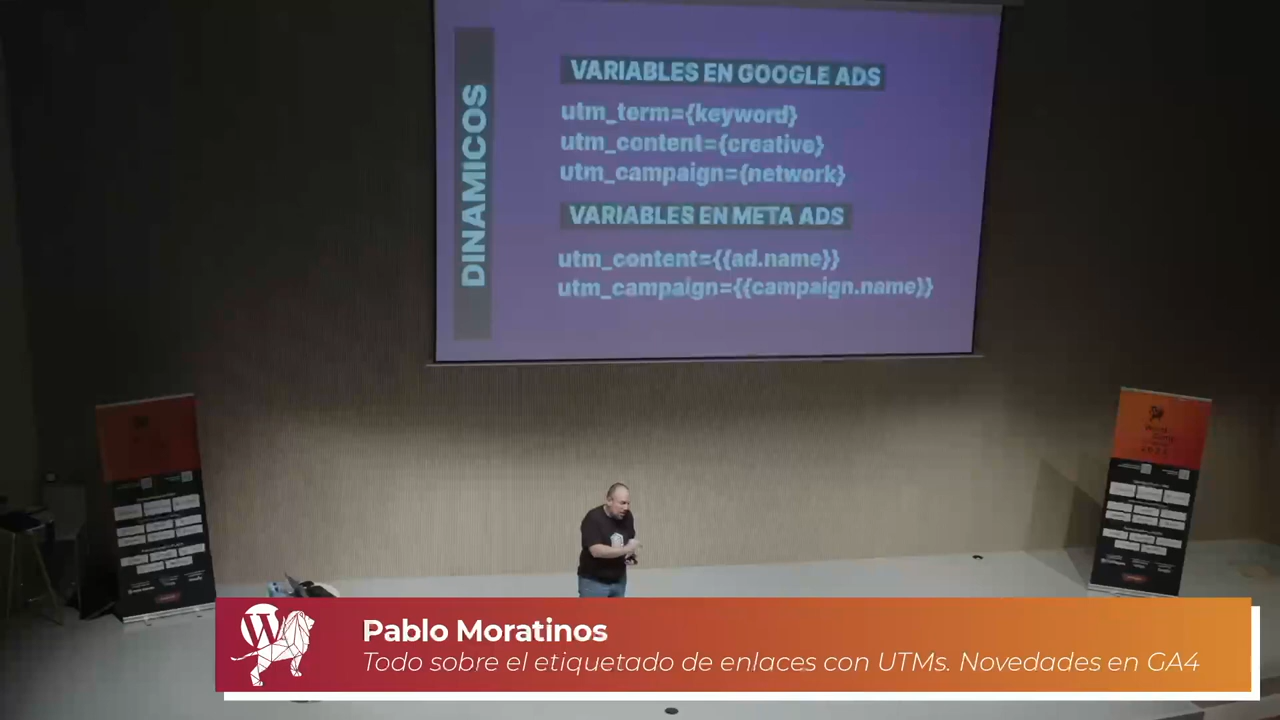 DINAMICOS
VARIABLES EN GOOGLE ADS
utm_term={keyword}
utm_content={creative}
utm_campaign={network}
VARIABLES EN META ADS
utm_content={{ad.name}}
utm_campaign={{campaign.name}}
Pablo Moratinos
Todo sobre el etiquetado de enlaces con UTMs. Novedades en GA4